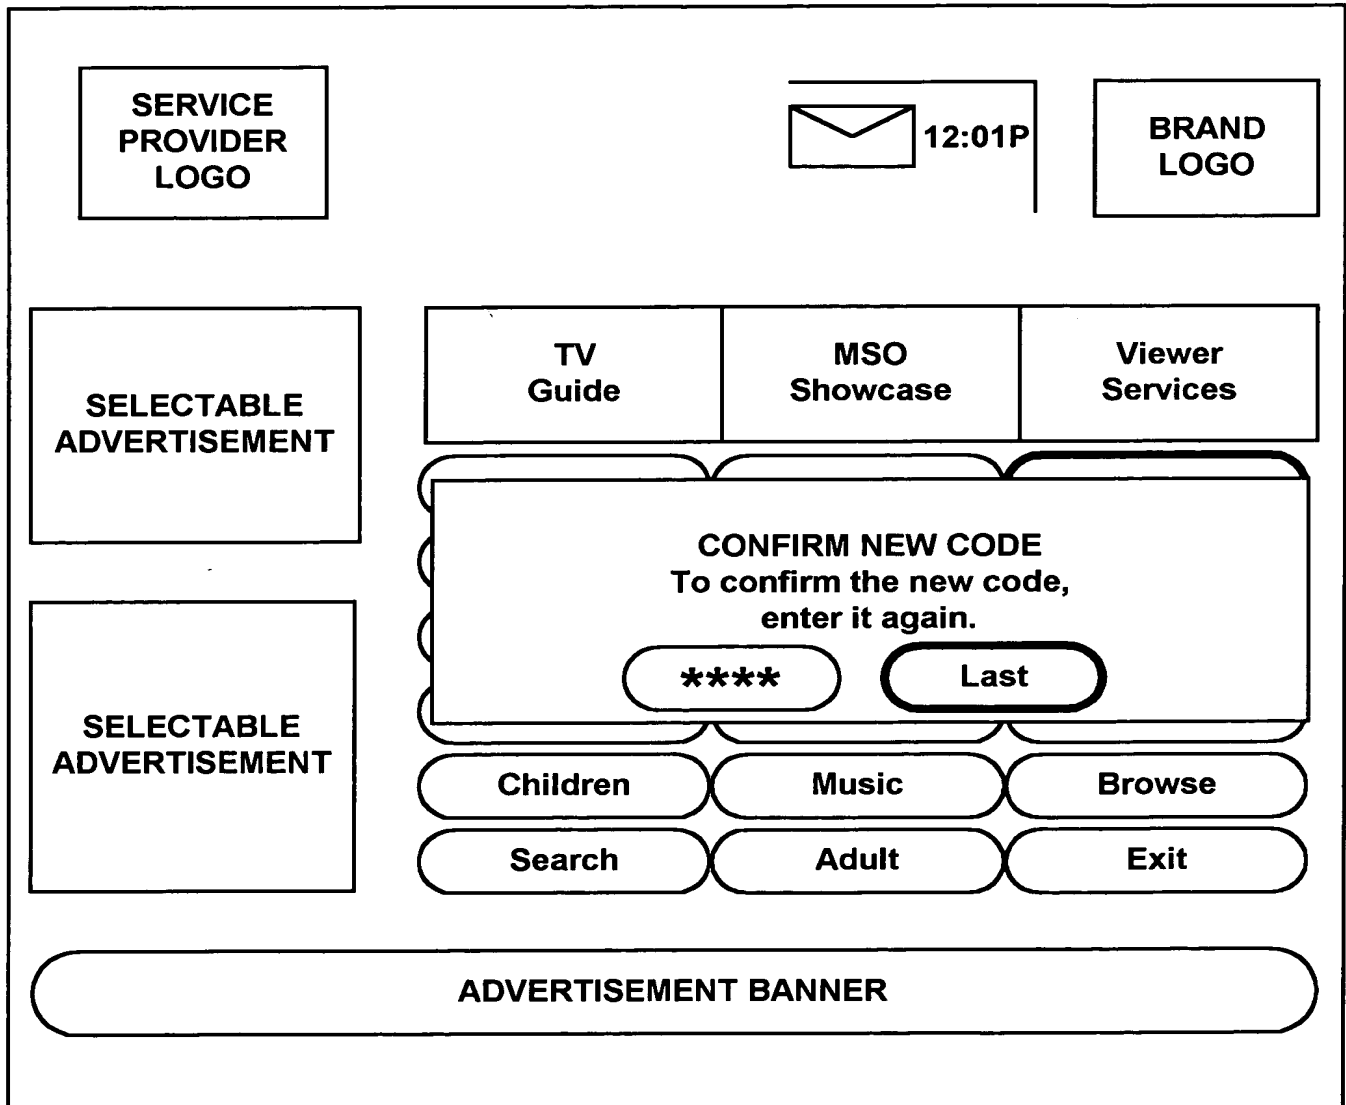 SERVICE
PROVIDER
LOGO
12:01P
BRAND
LOGO
SELECTABLE
ADVERTISEMENT
TV
Guide
MSO
Showcase
Viewer
Services
CONFIRM NEW CODE
To confirm the new code,
enter it again.
****
Last
SELECTABLE
ADVERTISEMENT
Children
Music
Browse
Search
Adult
Exit
ADVERTISEMENT BANNER